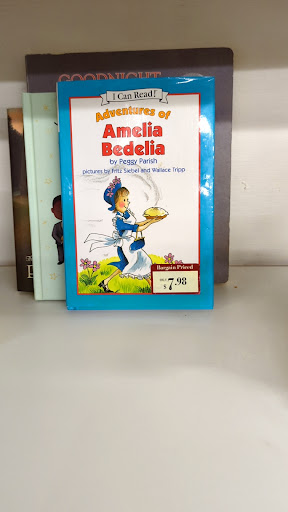 GOODNIGHT
I Can Read!
Adventures of
Amelia
Bedelia
by Peggy Parish
pictures by Fritz Siebel and Wallace Tripp
Bargain Priced
$7.98